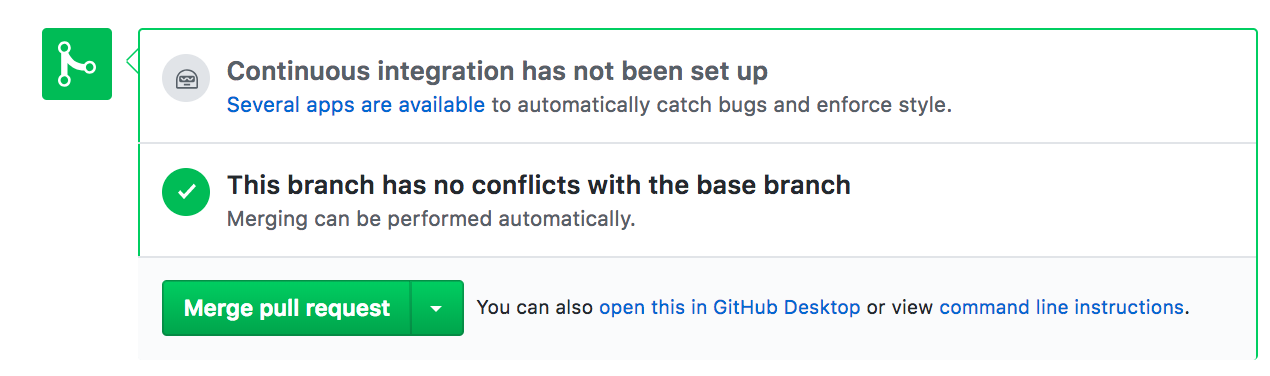 Continuous integration has not been set up
Several apps are available to automatically catch bugs and enforce style.
This branch has no conflicts with the base branch
Merging can be performed automatically.
Merge pull request You can also open this in GitHub Desktop or view command line instructions.